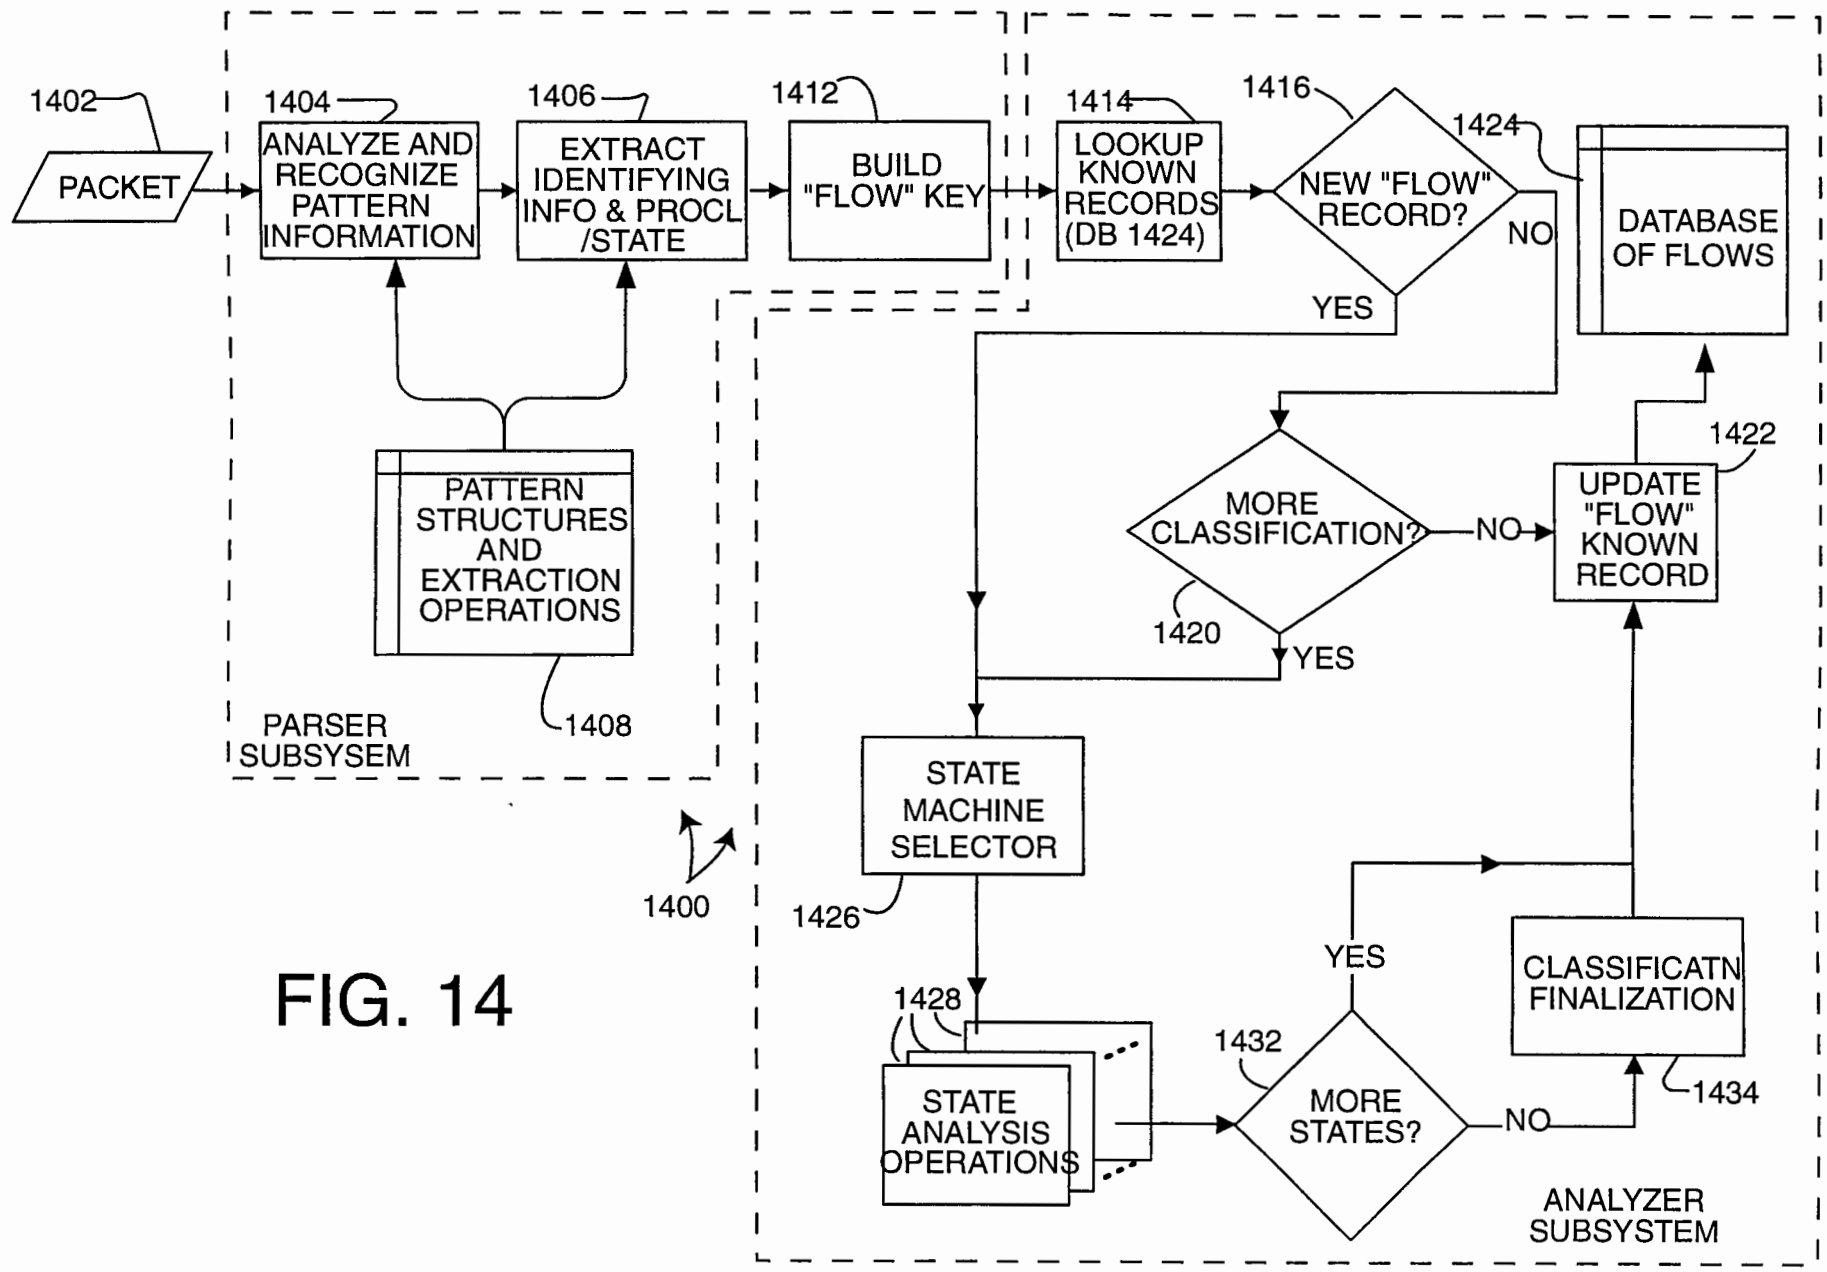 1402
PACKET
1404
ANALYZE AND
RECOGNIZE
PATTERN
INFORMATION
1406
EXTRACT
IDENTIFYING
INFO & PROCL
/STATE
1412
BUILD
"FLOW" KEY
1414
LOOKUP
KNOWN
RECORDS
(DB 1424)
1416
NEW "FLOW"
RECORD?
NO
YES
1424
DATABASE
OF FLOWS
PATTERN
STRUCTURES
AND
EXTRACTION
OPERATIONS
1408
PARSER
SUBSYSEM
MORE
CLASSIFICATION?
NO
1420
YES
1422
UPDATE
"FLOW"
KNOWN
RECORD
STATE
MACHINE
SELECTOR
1426
1400
FIG. 14
1428
STATE
ANALYSIS
OPERATIONS
1432
MORE
STATES?
YES
NO
CLASSIFICATN
FINALIZATION
1434
ANALYZER
SUBSYSTEM